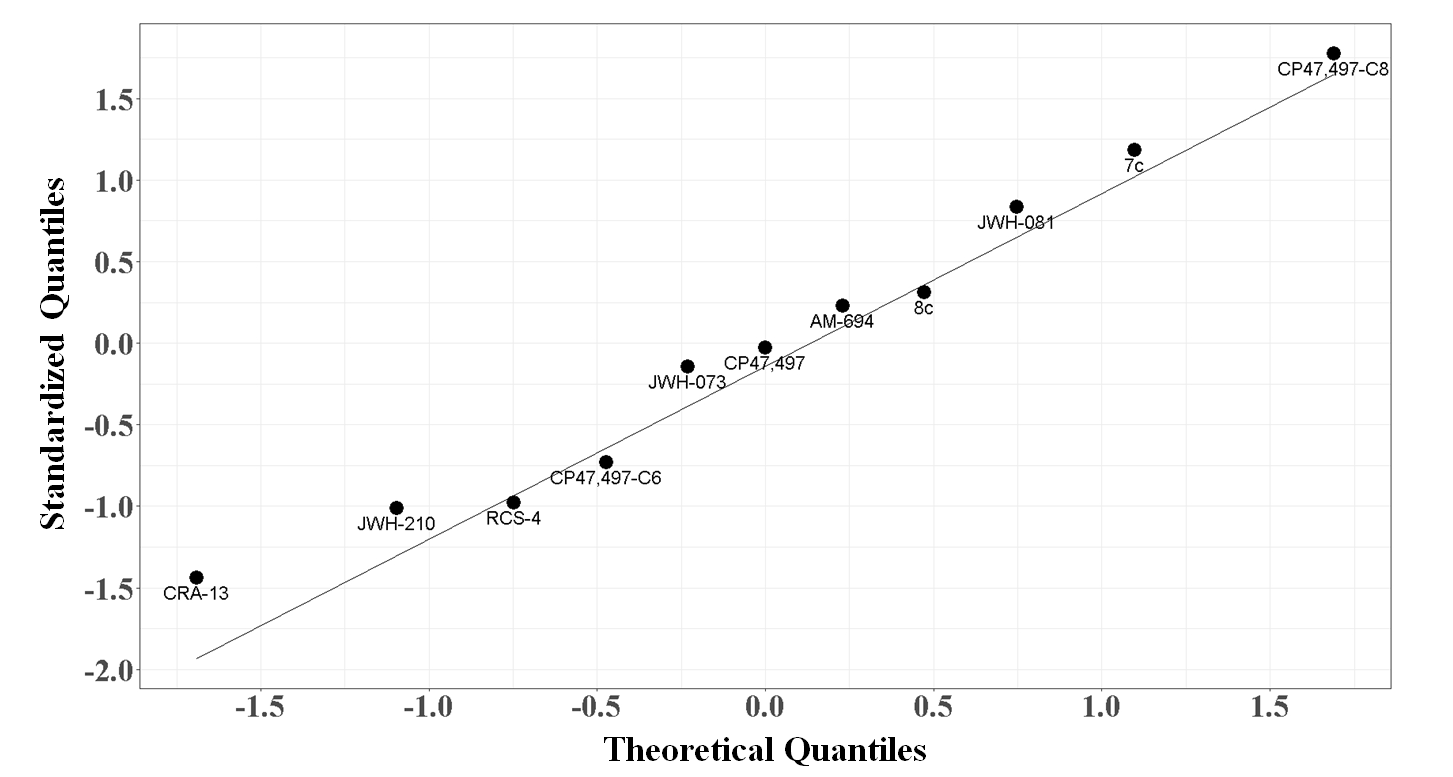 CP47,497-C8
1.5
7c
1.0
JWH-081
0.5
8c
AM-694
0.0
CP47,497
JWH-073
-0.5
CP47,497-C6
-1.0
RCS-4
JWH-210
-1.5
CRA-13
-2.0
Standardized Quantiles
-1.5 -1.0 -0.5 0.0 0.5 1.0 1.5
Theoretical Quantiles